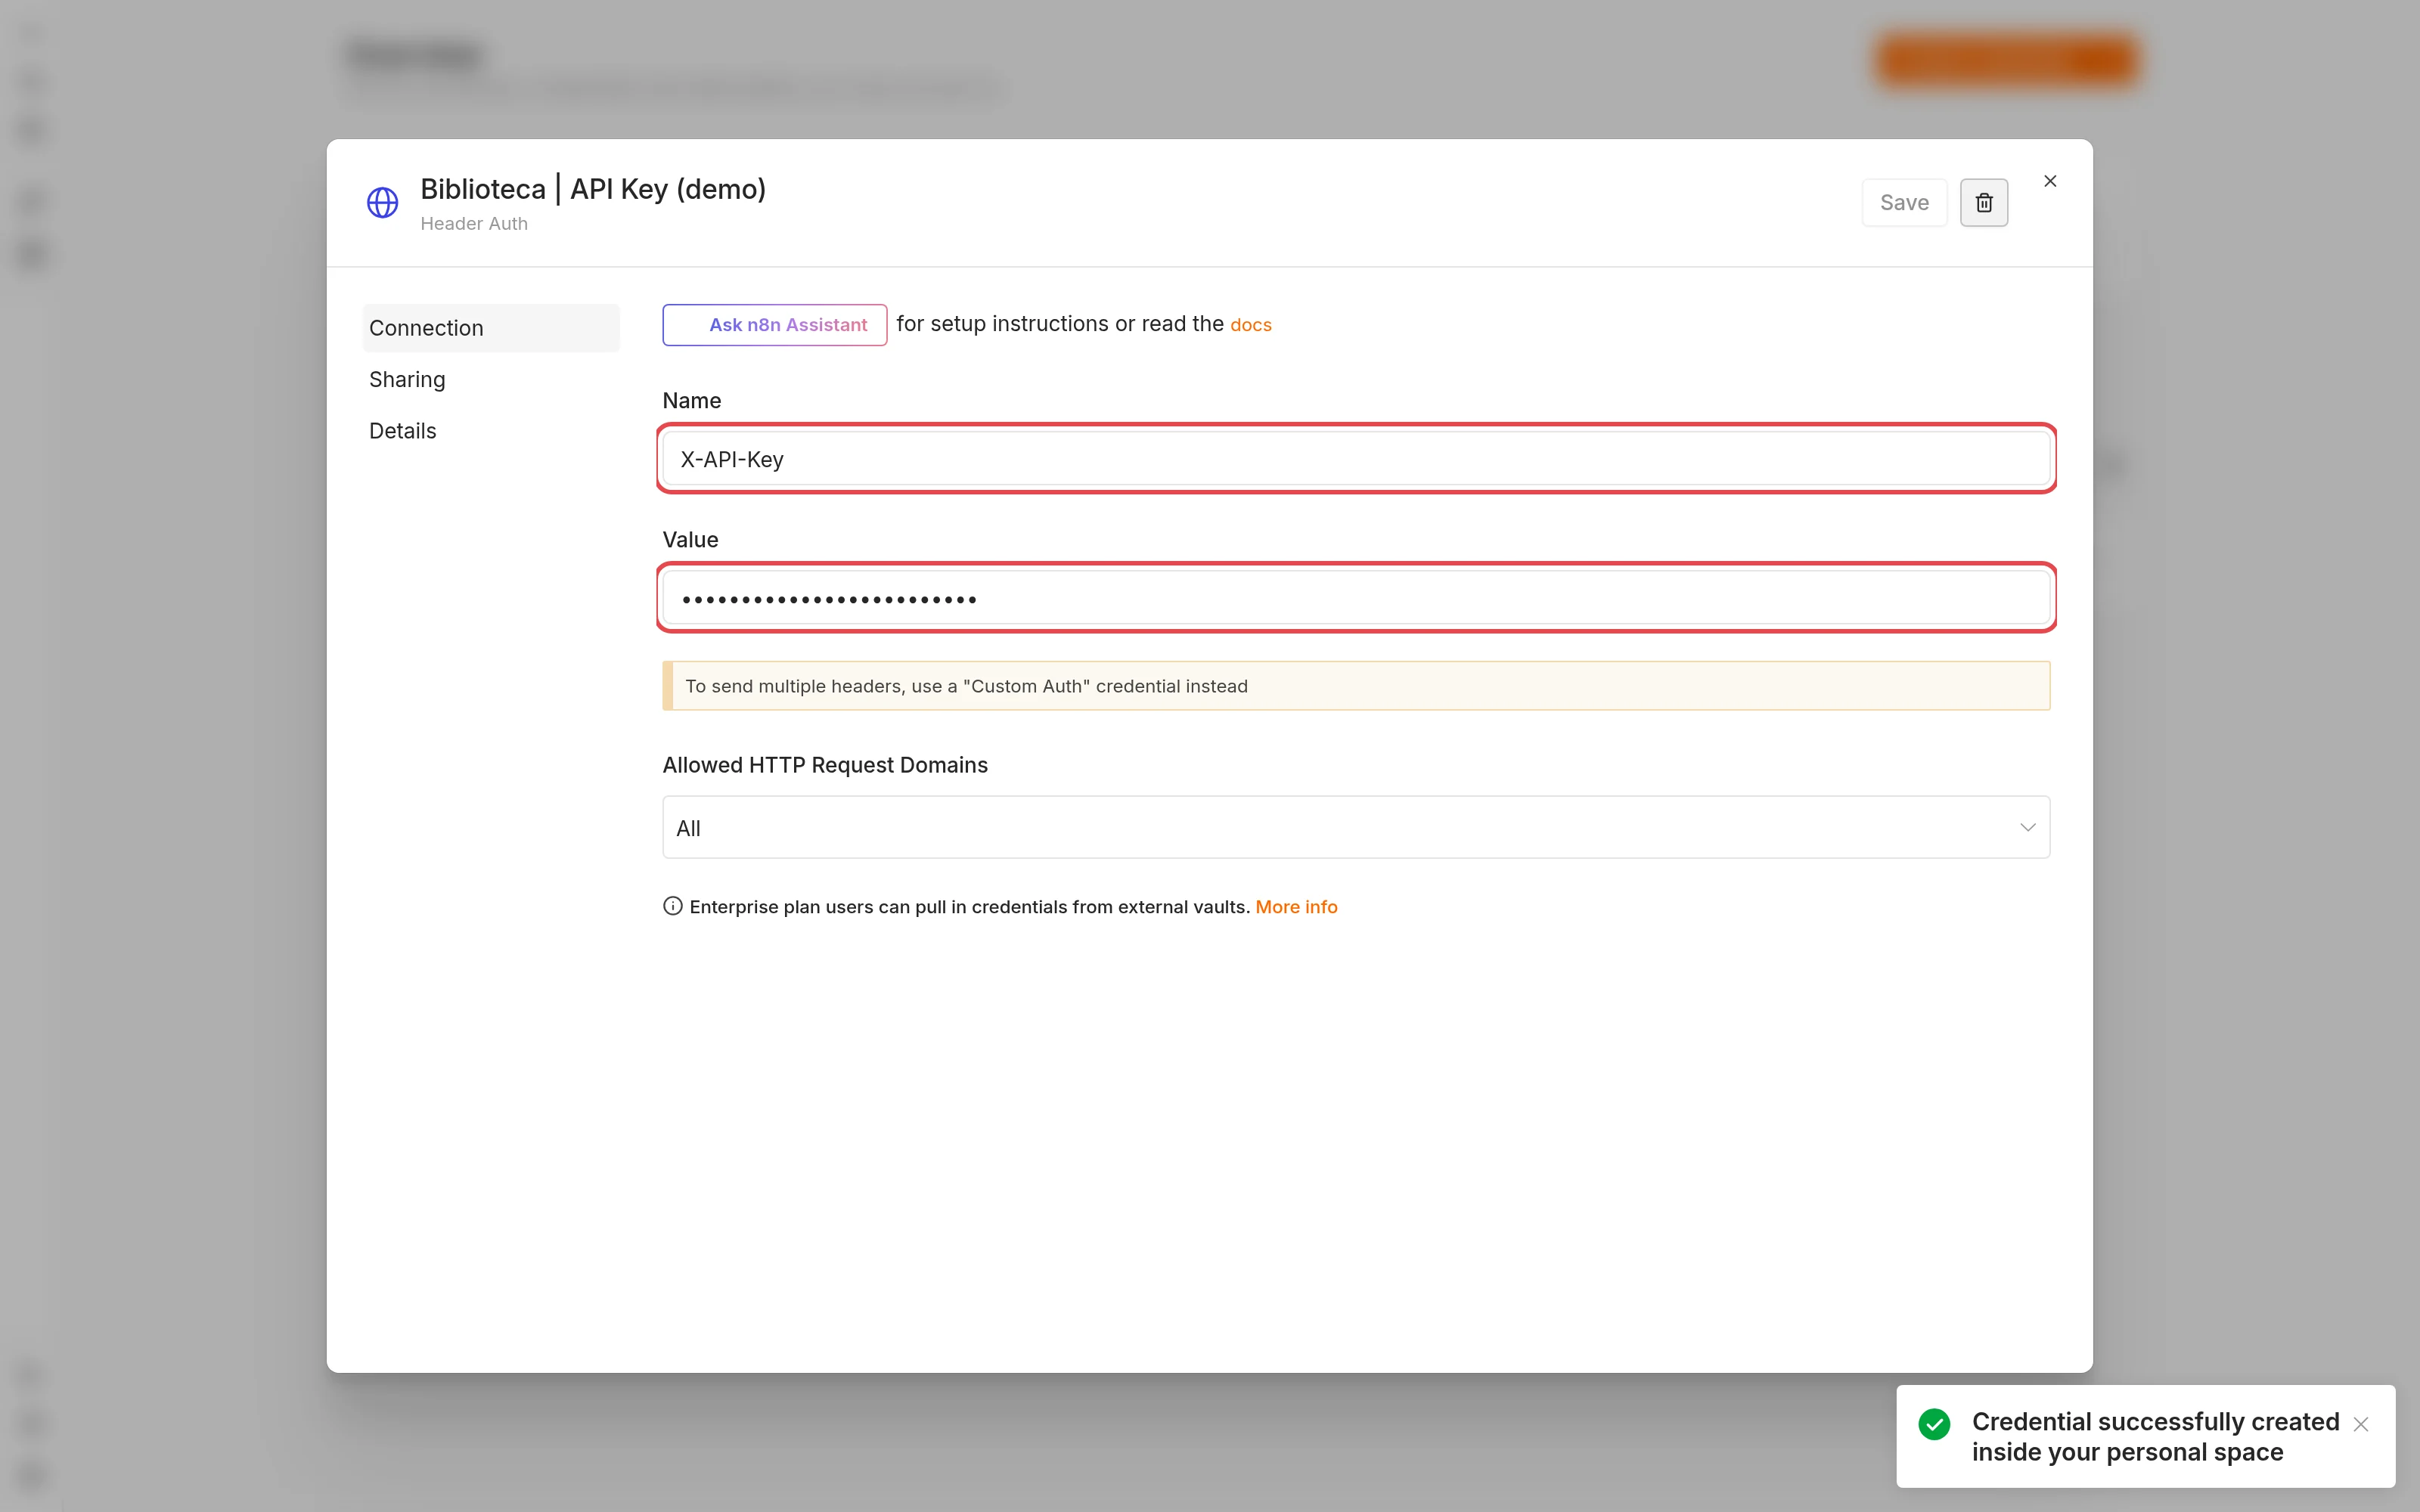 Biblioteca | API Key (demo)
Header Auth
Save
Connection
Sharing
Details
Ask n8n Assistant for setup instructions or read the docs
Name
X-API-Key
Value
•••••••••••••••••••••••••
To send multiple headers, use a "Custom Auth" credential instead
Allowed HTTP Request Domains
All
Enterprise plan users can pull in credentials from external vaults. More info
Credential successfully created
inside your personal space